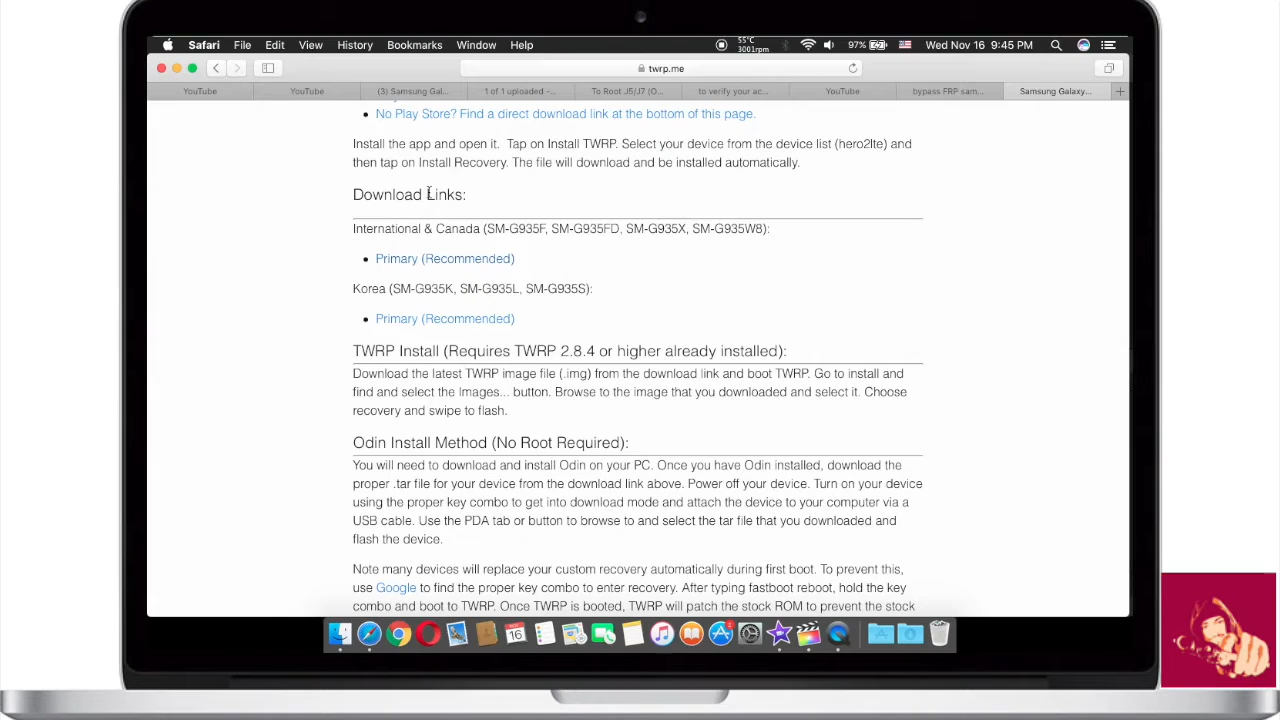 Safari File Edit View History Bookmarks Window Help 55°C 3001rpm 97% Wed Nov 16 9:45 PM
twrp.me
YouTube YouTube (3) Samsung Gal... 1 of 1 uploaded -... To Root J5/J7 (O... to verify your ac... YouTube bypass FRP sam... Samsung Galaxy...
• No Play Store? Find a direct download link at the bottom of this page.
Install the app and open it. Tap on Install TWRP. Select your device from the device list (hero2lte) and
then tap on Install Recovery. The file will download and be installed automatically.
Download Links:
International & Canada (SM-G935F, SM-G935FD, SM-G935X, SM-G935W8):
• Primary (Recommended)
Korea (SM-G935K, SM-G935L, SM-G935S):
• Primary (Recommended)
TWRP Install (Requires TWRP 2.8.4 or higher already installed):
Download the latest TWRP image file (.img) from the download link and boot TWRP. Go to install and
find and select the Images... button. Browse to the image that you downloaded and select it. Choose
recovery and swipe to flash.
Odin Install Method (No Root Required):
You will need to download and install Odin on your PC. Once you have Odin installed, download the
proper .tar file for your device from the download link above. Power off your device. Turn on your device
using the proper key combo to get into download mode and attach the device to your computer via a
USB cable. Use the PDA tab or button to browse to and select the tar file that you downloaded and
flash the device.
Note many devices will replace your custom recovery automatically during first boot. To prevent this,
use Google to find the proper key combo to enter recovery. After typing fastboot reboot, hold the key
combo and boot to TWRP. Once TWRP is booted, TWRP will patch the stock ROM to prevent the stock
16